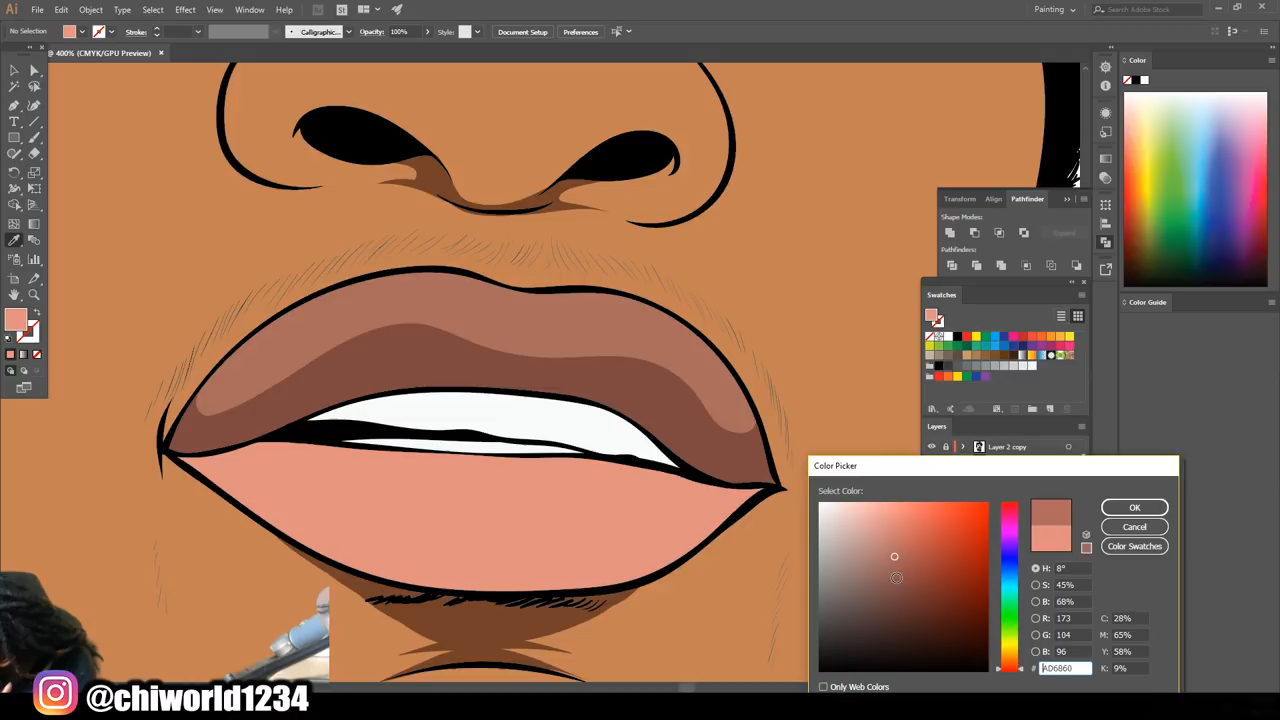 Ai File Edit Object Type Select Effect View Window Help Br St Painting Search Adobe Stock
No Selection Stroke: Calligraphic... Opacity: 100% Style: Document Setup Preferences
@ 400% (CMYK/GPU Preview) ×
Color
Transform Align Pathfinder
Shape Modes:
Expand
Pathfinders:
Swatches
Color Guide
Layers
Layer 2 copy
Color Picker
Select Color:
OK
Cancel
Color Swatches
H: 8°
S: 45%
B: 68%
R: 173 C: 28%
G: 104 M: 65%
B: 96 Y: 58%
# AD6860 K: 9%
Only Web Colors
@chiworld1234